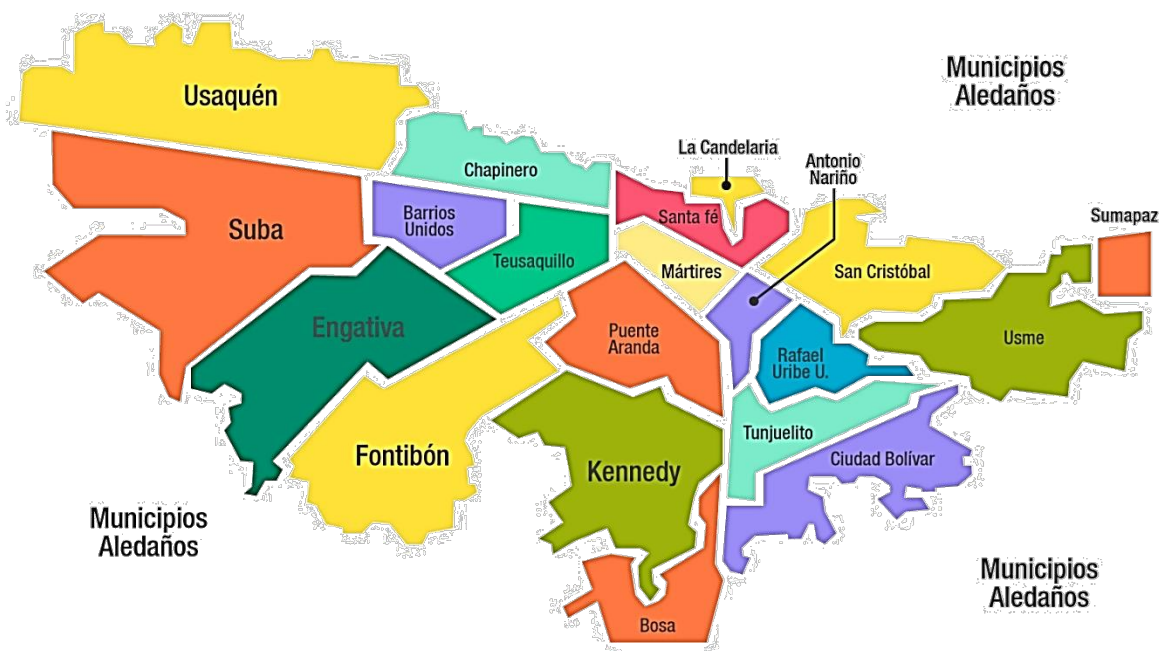 Municipios
Aledaños
Usaquén
La Candelaria
Antonio
Nariño
Chapinero
Sumapaz
Barrios
Unidos
Santa fé
Suba
Teusaquillo
Mártires
San Cristóbal
Engativa
Puente
Aranda
Rafael
Uribe U.
Usme
Tunjuelito
Fontibón
Kennedy
Ciudad Bolívar
Municipios
Aledaños
Municipios
Aledaños
Bosa